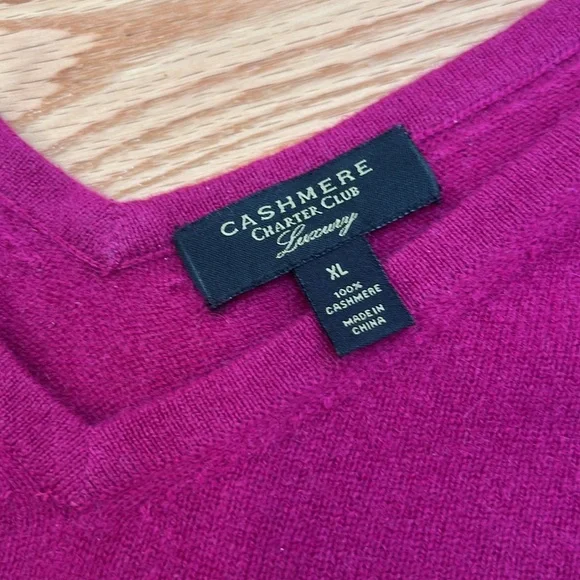 CASHMERE
CHARTER CLUB
Luxury
XL
100%
CASHMERE
MADE IN
CHINA